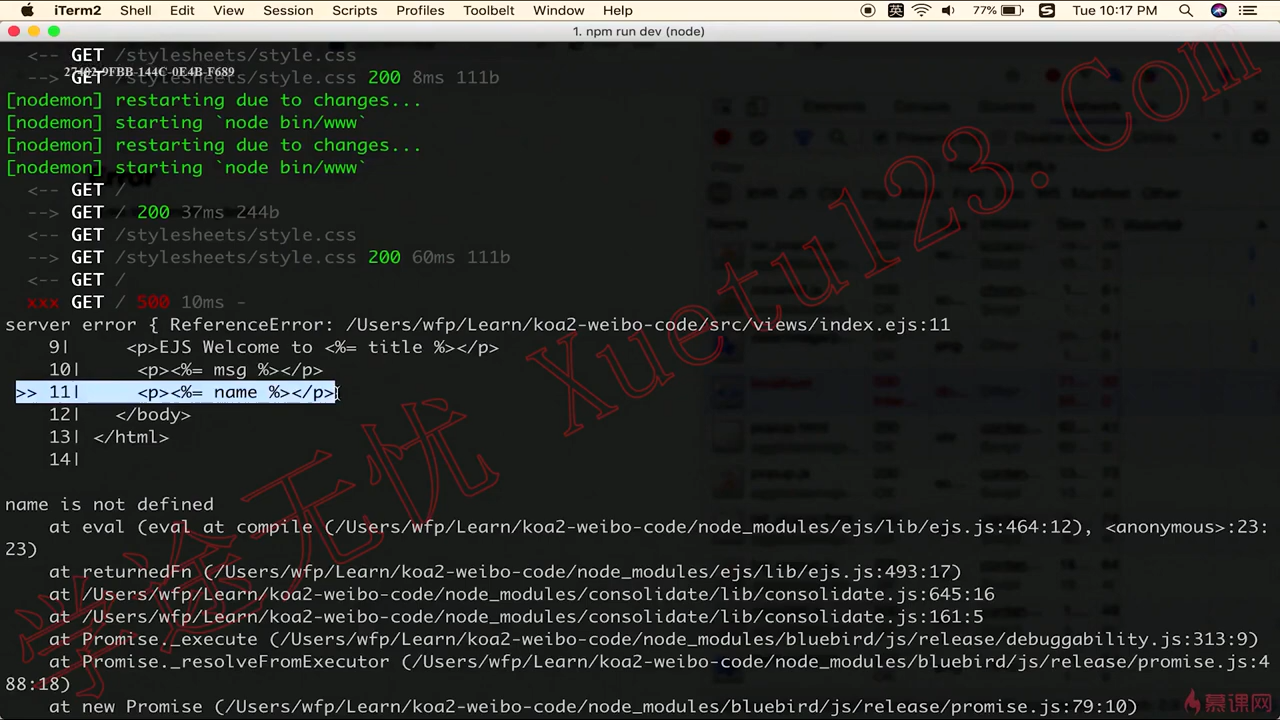 iTerm2 Shell Edit View Session Scripts Profiles Toolbelt Window Help 英 77% S Tue 10:17 PM
1. npm run dev (node)
<-- GET /stylesheets/style.css
27402-9FBB-144C-0E4B-F689
--> GET /stylesheets/style.css 200 8ms 111b
[nodemon] restarting due to changes...
[nodemon] starting `node bin/www`
[nodemon] restarting due to changes...
[nodemon] starting `node bin/www`
<-- GET /
--> GET / 200 37ms 244b
<-- GET /stylesheets/style.css
--> GET /stylesheets/style.css 200 60ms 111b
<-- GET /
xxx GET / 500 10ms -
server error { ReferenceError: /Users/wfp/Learn/koa2-weibo-code/src/views/index.ejs:11
9| <p>EJS Welcome to <%= title %></p>
10| <p><%= msg %></p>
>> 11| <p><%= name %></p>
12| </body>
13| </html>
14|
name is not defined
at eval (eval at compile (/Users/wfp/Learn/koa2-weibo-code/node_modules/ejs/lib/ejs.js:464:12), <anonymous>:23:
23)
at returnedFn (/Users/wfp/Learn/koa2-weibo-code/node_modules/ejs/lib/ejs.js:493:17)
at /Users/wfp/Learn/koa2-weibo-code/node_modules/consolidate/lib/consolidate.js:645:16
at /Users/wfp/Learn/koa2-weibo-code/node_modules/consolidate/lib/consolidate.js:161:5
at Promise._execute (/Users/wfp/Learn/koa2-weibo-code/node_modules/bluebird/js/release/debuggability.js:313:9)
at Promise._resolveFromExecutor (/Users/wfp/Learn/koa2-weibo-code/node_modules/bluebird/js/release/promise.js:4
88:18)
at new Promise (/Users/wfp/Learn/koa2-weibo-code/node_modules/bluebird/js/release/promise.js:79:10)
学途无忧 Xuetu123.Com
慕课网